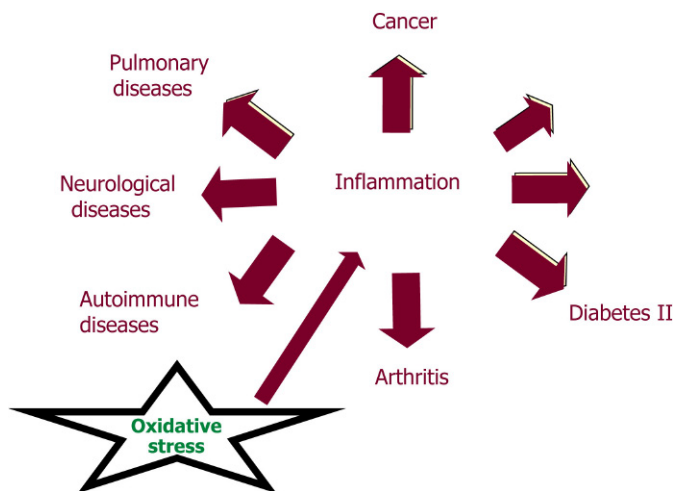 Cancer
Pulmonary
diseases
Neurological
diseases
Inflammation
Autoimmune
diseases
Diabetes II
Arthritis
Oxidative
stress